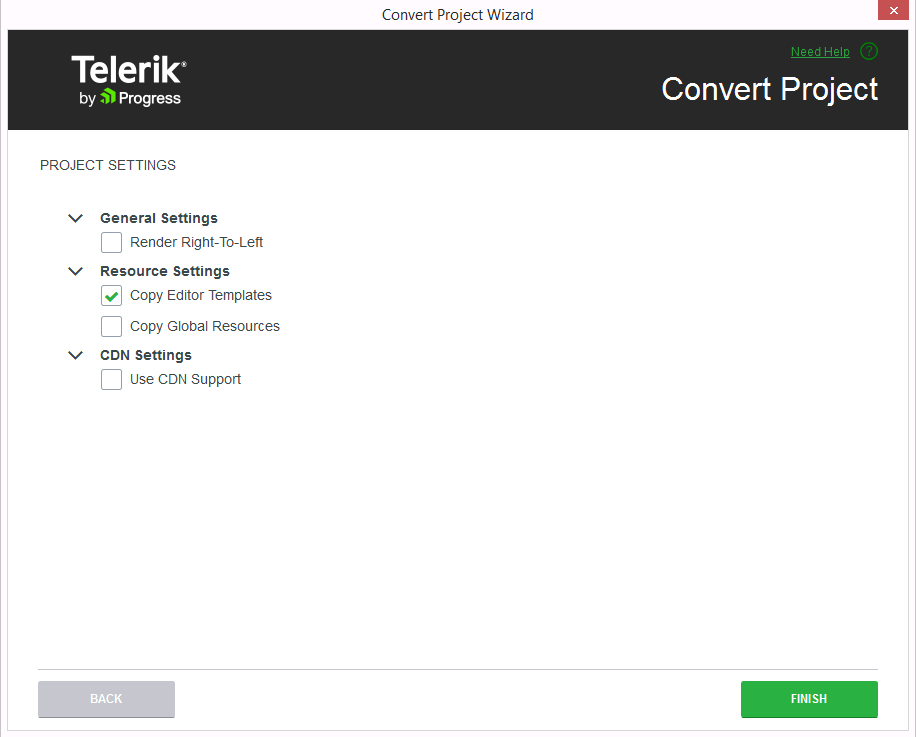 Convert Project Wizard
Need Help ?
Telerik®
by Progress
Convert Project
PROJECT SETTINGS
General Settings
Render Right-To-Left
Resource Settings
Copy Editor Templates
Copy Global Resources
CDN Settings
Use CDN Support
BACK
FINISH